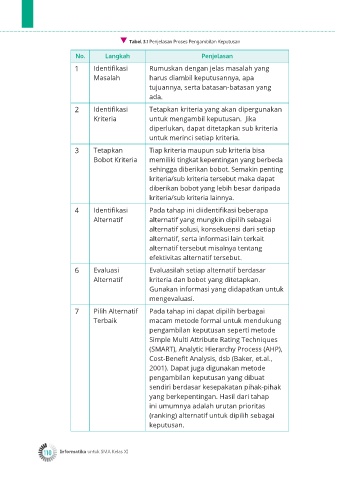 Tabel 3.1 Penjelasan Proses Pengambilan Keputusan
No. Langkah Penjelasan
1 Identifikasi Masalah
Rumuskan dengan jelas masalah yang
harus diambil keputusannya, apa
tujuannya, serta batasan-batasan yang
ada.
2 Identifikasi Kriteria
Tetapkan kriteria yang akan dipergunakan
untuk mengambil keputusan. Jika
diperlukan, dapat ditetapkan sub kriteria
untuk merinci setiap kriteria.
3 Tetapkan Bobot Kriteria
Tiap kriteria maupun sub kriteria bisa
memiliki tingkat kepentingan yang berbeda
sehingga diberikan bobot. Semakin penting
kriteria/sub kriteria tersebut maka dapat
diberikan bobot yang lebih besar daripada
kriteria/sub kriteria lainnya.
4 Identifikasi Alternatif
Pada tahap ini diidentifikasi beberapa
alternatif yang mungkin dipilih sebagai
alternatif solusi, konsekuensi dari setiap
alternatif, serta informasi lain terkait
alternatif tersebut misalnya tentang
efektivitas alternatif tersebut.
6 Evaluasi Alternatif
Evaluasilah setiap alternatif berdasar
kriteria dan bobot yang ditetapkan.
Gunakan informasi yang didapatkan untuk
mengevaluasi.
7 Pilih Alternatif Terbaik
Pada tahap ini dapat dipilih berbagai
macam metode formal untuk mendukung
pengambilan keputusan seperti metode
Simple Multi Attribute Rating Techniques
(SMART), Analytic Hierarchy Process (AHP),
Cost-Benefit Analysis, dsb (Baker, et.al.,
2001). Dapat juga digunakan metode
pengambilan keputusan yang dibuat
sendiri berdasar kesepakatan pihak-pihak
yang berkepentingan. Hasil dari tahap
ini umumnya adalah urutan prioritas
(ranking) alternatif untuk dipilih sebagai
keputusan.
110 Informatika untuk SMA Kelas XI